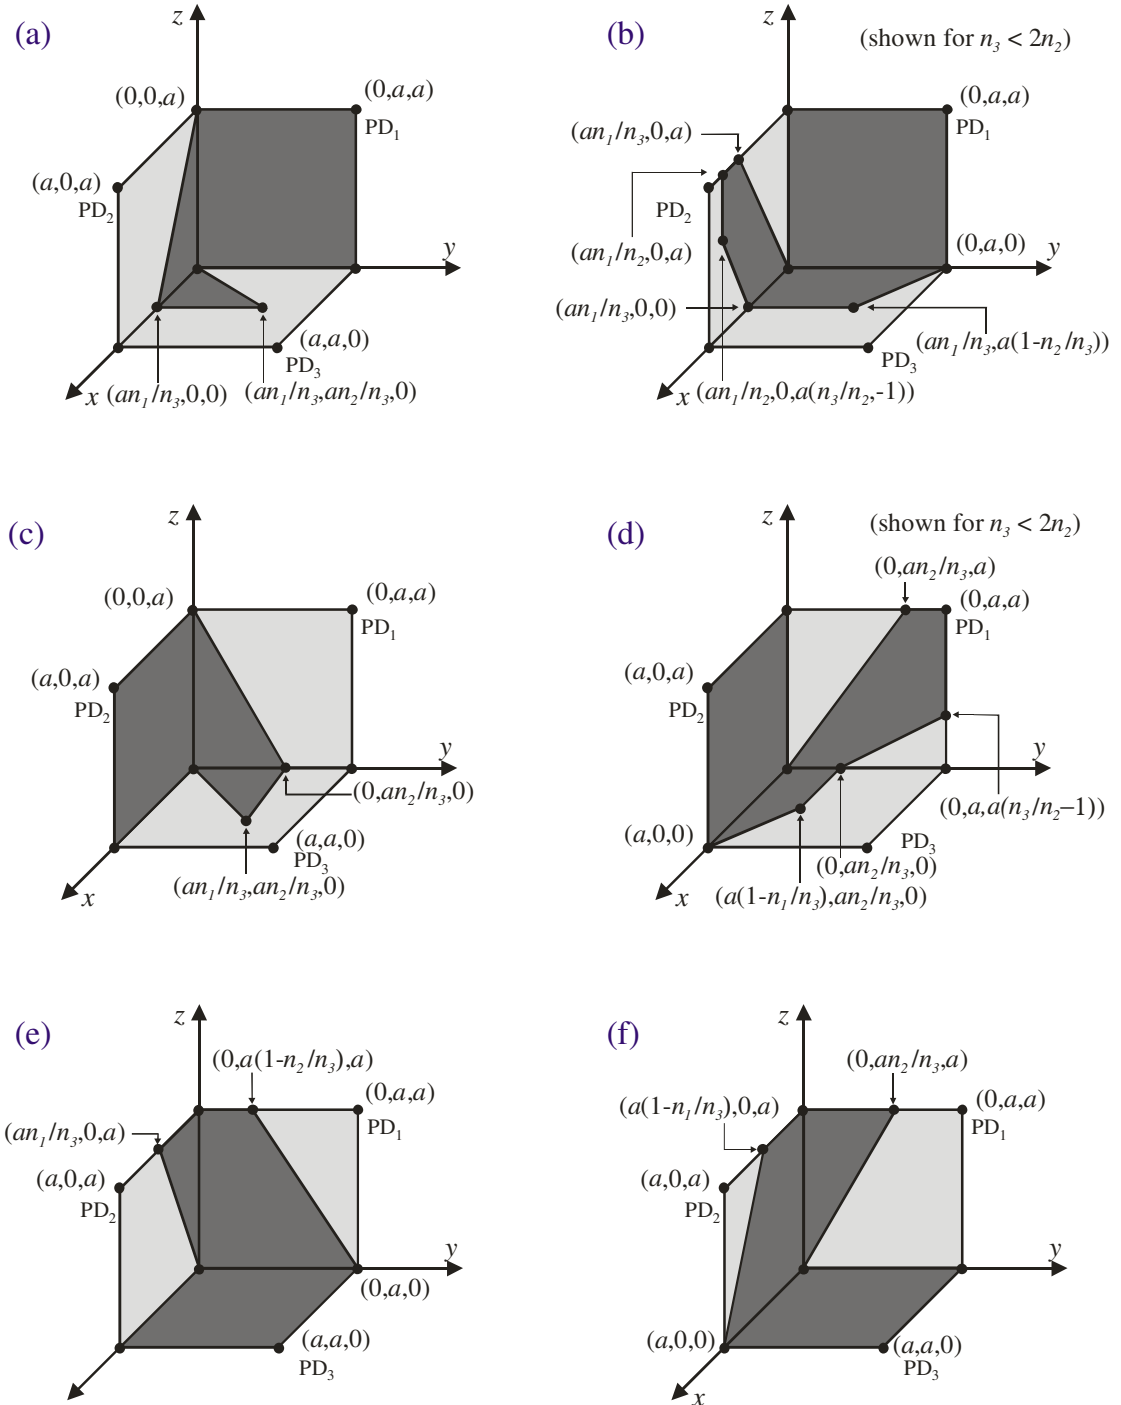 (a)
z
(0,0,a)
(0,a,a)
PD1
(a,0,a)
PD2
y
(a,a,0)
PD3
x
(an1/n3,0,0)
(an1/n3,an2/n3,0)
(b)
(shown for n3 < 2n2)
z
(0,a,a)
PD1
(an1/n3,0,a)
PD2
(an1/n2,0,a)
(0,a,0)
y
(an1/n3,0,0)
(an1/n3,a(1-n2/n3))
PD3
x
(an1/n2,0,a(n3/n2,-1))
(c)
z
(0,0,a)
(0,a,a)
PD1
(a,0,a)
PD2
y
(0,an2/n3,0)
(a,a,0)
PD3
(an1/n3,an2/n3,0)
x
(d)
(shown for n3 < 2n2)
z
(0,an2/n3,a)
(0,a,a)
PD1
(a,0,a)
PD2
y
(0,a,a(n3/n2−1))
(a,0,0)
PD3
(0,an2/n3,0)
x
(a(1-n1/n3),an2/n3,0)
(e)
z
(0,a(1-n2/n3),a)
(0,a,a)
PD1
(an1/n3,0,a)
(a,0,a)
PD2
y
(0,a,0)
(a,a,0)
PD3
(f)
z
(0,an2/n3,a)
(a(1-n1/n3),0,a)
(0,a,a)
PD1
(a,0,a)
PD2
y
(a,0,0)
(a,a,0)
PD3
x